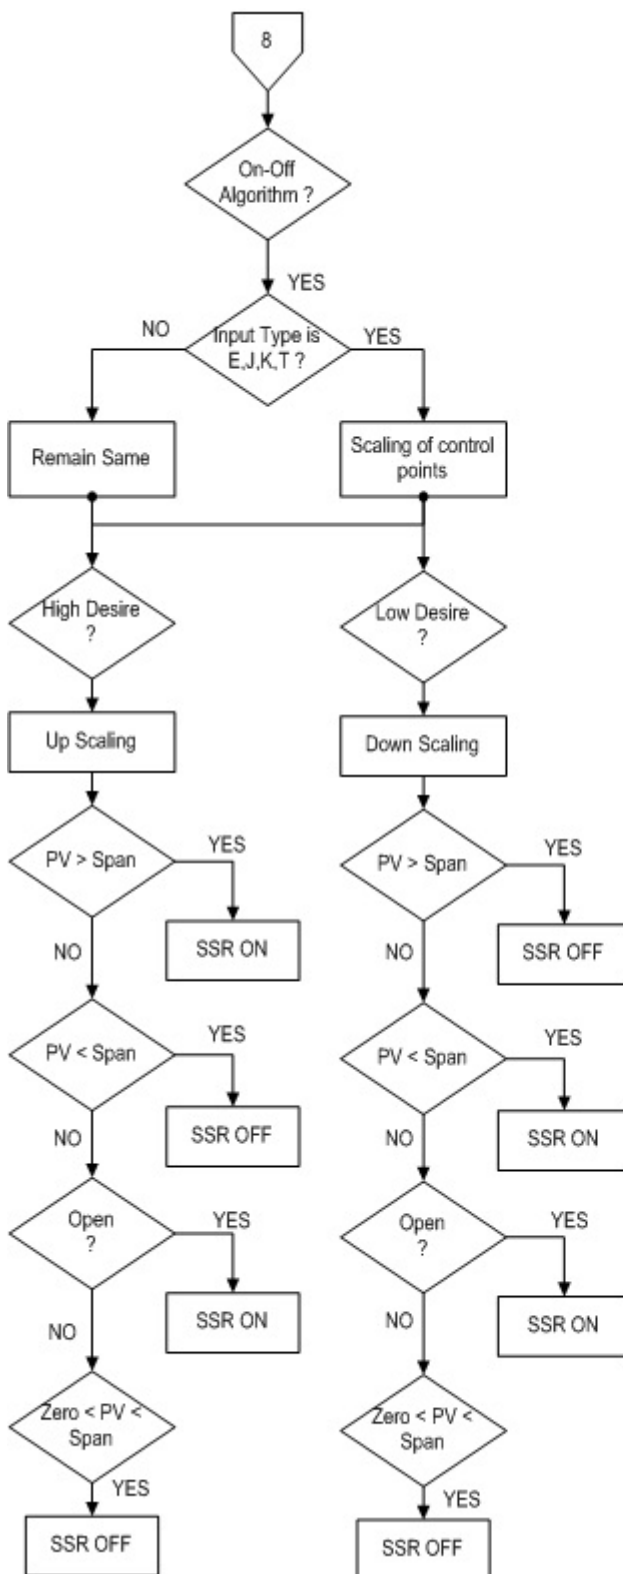 8
On-Off
Algorithm ?
YES
NO
Input Type is
E,J,K,T ?
YES
Remain Same
Scaling of control
points
High Desire
?
Low Desire
?
Up Scaling
Down Scaling
PV > Span
YES
PV > Span
YES
NO
SSR ON
NO
SSR OFF
PV < Span
YES
PV < Span
YES
NO
SSR OFF
NO
SSR ON
Open
?
YES
Open
?
YES
NO
SSR ON
NO
SSR ON
Zero < PV <
Span
Zero < PV <
Span
YES
YES
SSR OFF
SSR OFF